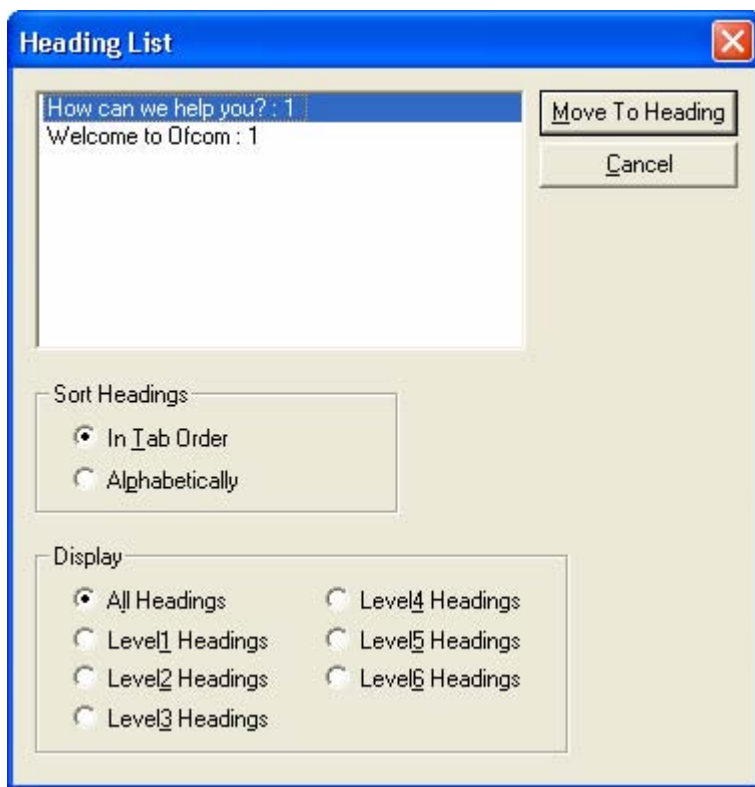 Heading List
How can we help you? : 1
Welcome to Ofcom : 1
Move To Heading
Cancel
Sort Headings
In Tab Order
Alphabetically
Display
All Headings
Level1 Headings
Level2 Headings
Level3 Headings
Level4 Headings
Level5 Headings
Level6 Headings